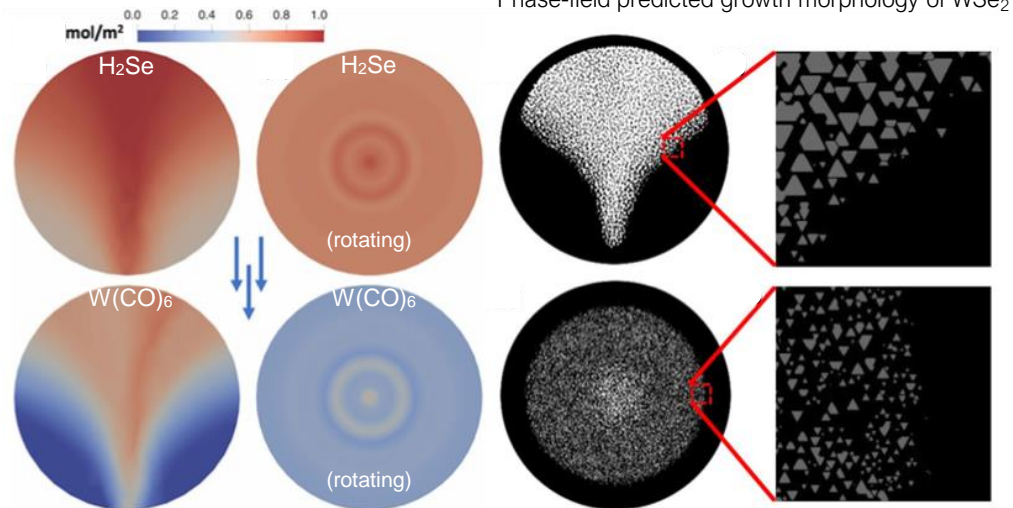 Phase-field predicted growth morphology of WSe₂
0.0 0.2 0.4 0.6 0.8 1.0
mol/m²
H₂Se
H₂Se
(rotating)
W(CO)₆
W(CO)₆
(rotating)